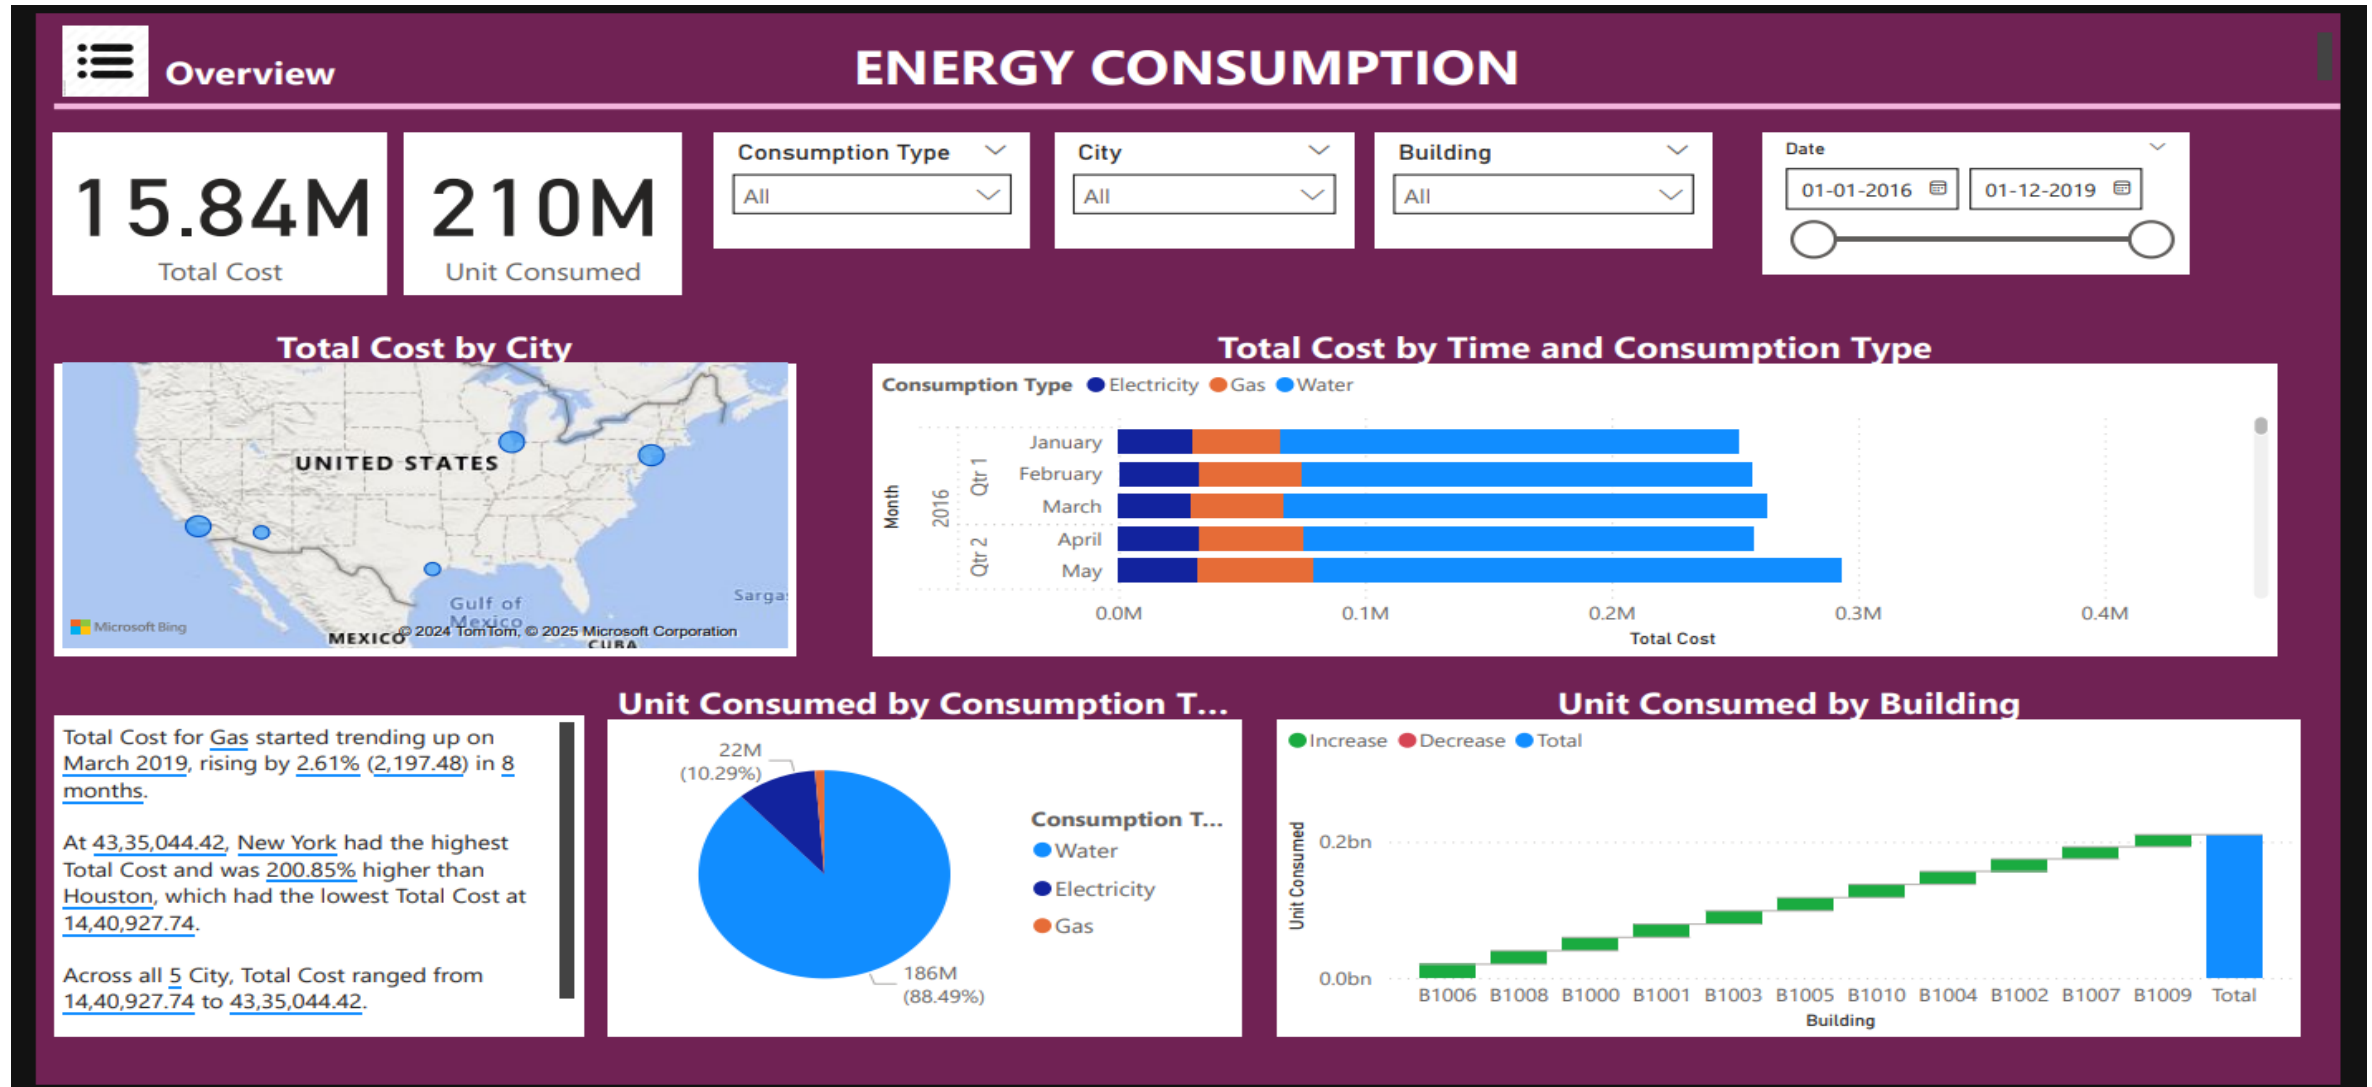 Overview
ENERGY CONSUMPTION
15.84M
Total Cost
210M
Unit Consumed
Consumption Type
All
City
All
Building
All
Date
01-01-2016
01-12-2019
Total Cost by City
UNITED STATES
Gulf of
Mexico
Sargas
MEXICO
CUBA
Microsoft Bing
© 2024 TomTom, © 2025 Microsoft Corporation
Total Cost by Time and Consumption Type
Consumption Type Electricity Gas Water
Month
2016
Qtr 1
Qtr 2
January
February
March
April
May
0.0M 0.1M 0.2M 0.3M 0.4M
Total Cost
Total Cost for Gas started trending up on
March 2019, rising by 2.61% (2,197.48) in 8
months.
At 43,35,044.42, New York had the highest
Total Cost and was 200.85% higher than
Houston, which had the lowest Total Cost at
14,40,927.74.
Across all 5 City, Total Cost ranged from
14,40,927.74 to 43,35,044.42.
Unit Consumed by Consumption T...
22M
(10.29%)
186M
(88.49%)
Consumption T...
Water
Electricity
Gas
Unit Consumed by Building
Increase Decrease Total
Unit Consumed
0.2bn
0.0bn
B1006 B1008 B1000 B1001 B1003 B1005 B1010 B1004 B1002 B1007 B1009 Total
Building